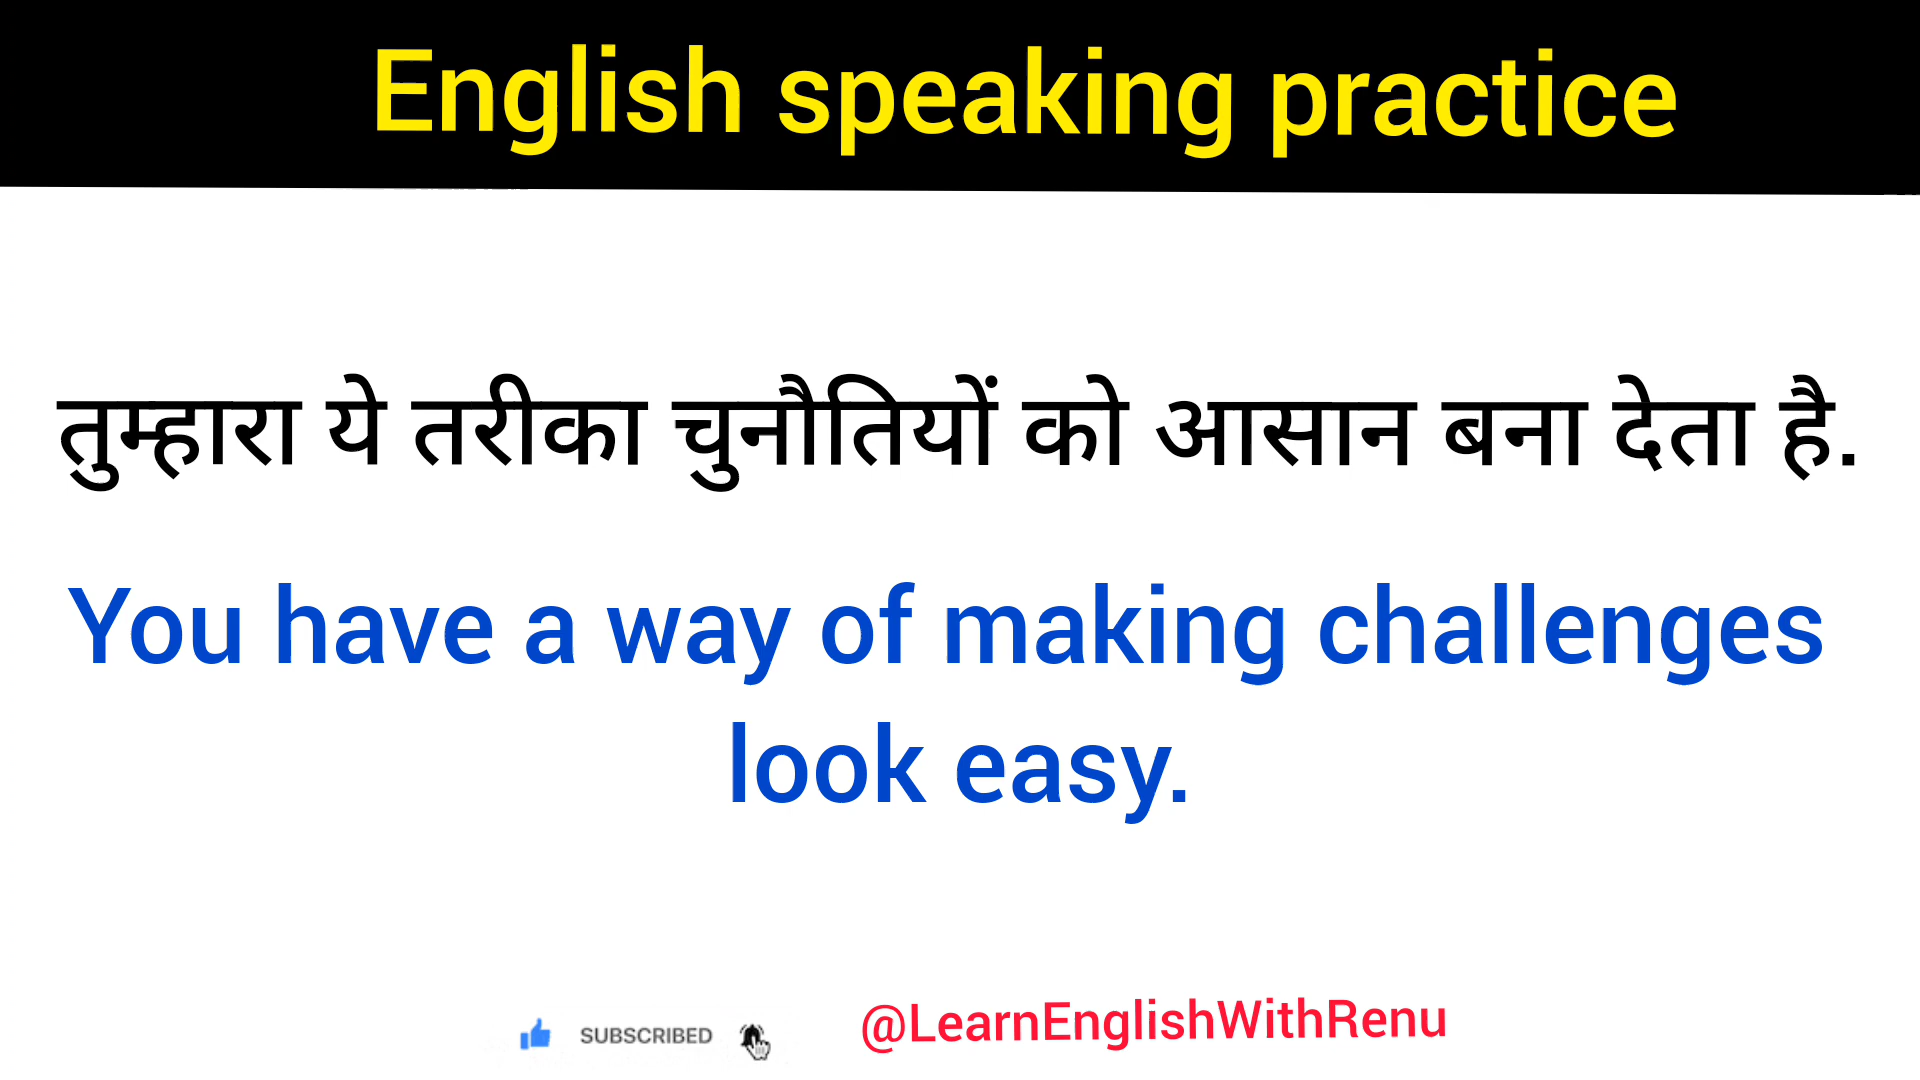 English speaking practice
तुम्हारा ये तरीका चुनौतियों को आसान बना देता है.
You have a way of making challenges
look easy.
SUBSCRIBED
@LearnEnglishWithRenu